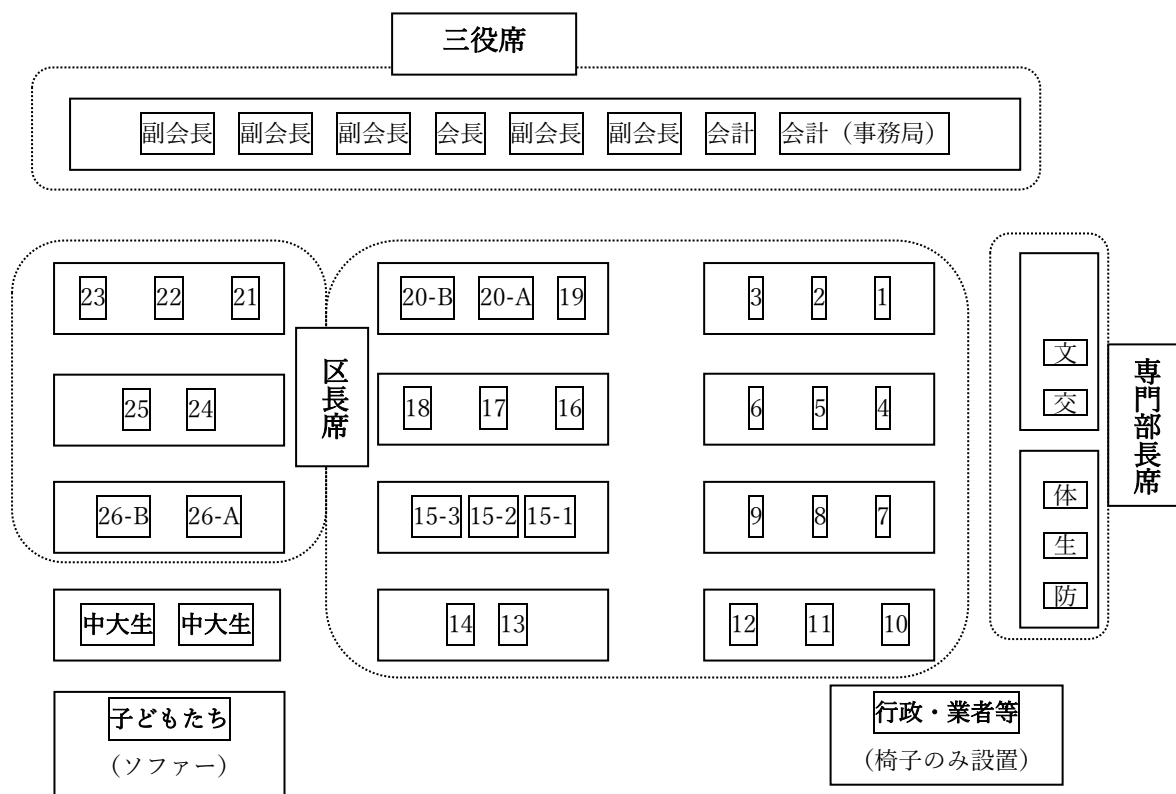 三役席
副会長 副会長 副会長 会長 副会長 副会長 会計 会計（事務局）
23 22 21
20-B 20-A 19
3 2 1
区長席
25 24
18 17 16
6 5 4
26-B 26-A
15-3 15-2 15-1
9 8 7
14 13
12 11 10
文
交
体
生
防
専門部長席
中大生 中大生
子どもたち
（ソファー）
行政・業者等
（椅子のみ設置）